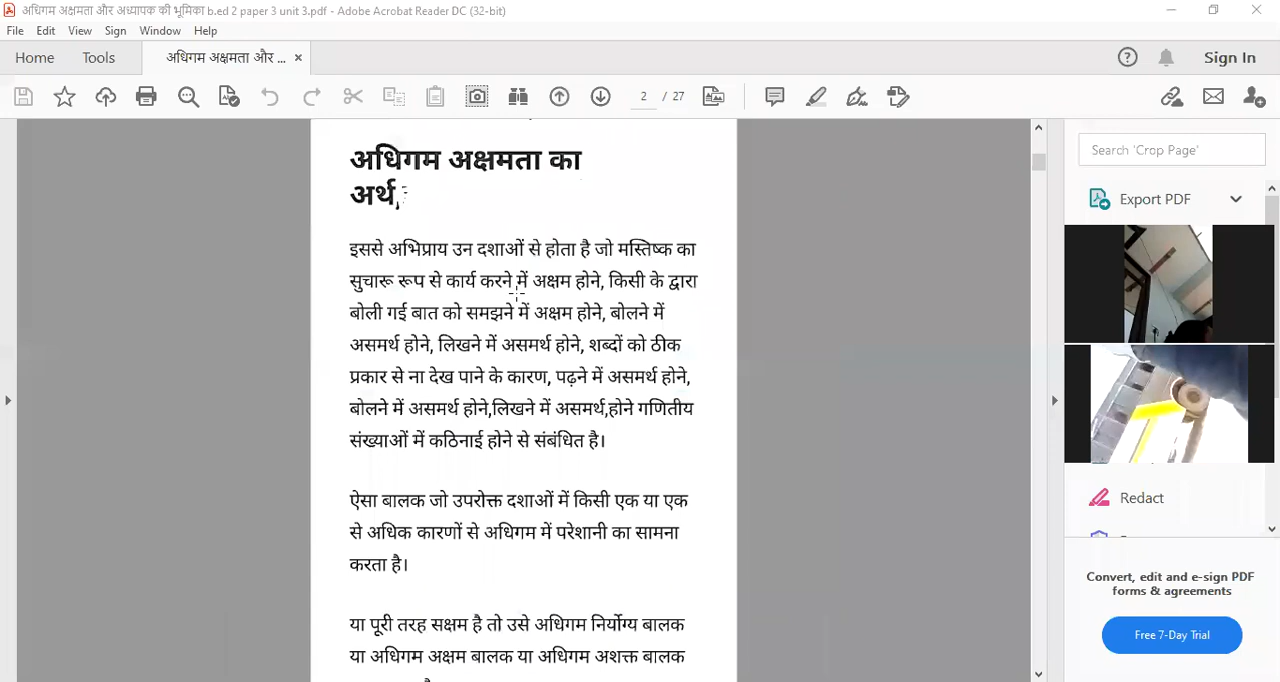 अधिगम अक्षमता और अध्यापक की भूमिका b.ed 2 paper 3 unit 3.pdf - Adobe Acrobat Reader DC (32-bit)
File Edit View Sign Window Help
Home Tools अधिगम अक्षमता और ... × Sign In
2 / 27
अधिगम अक्षमता का
अर्थ,
इससे अभिप्राय उन दशाओं से होता है जो मस्तिष्क का
सुचारू रूप से कार्य करने में अक्षम होने, किसी के द्वारा
बोली गई बात को समझने में अक्षम होने, बोलने में
असमर्थ होने, लिखने में असमर्थ होने, शब्दों को ठीक
प्रकार से ना देख पाने के कारण, पढ़ने में असमर्थ होने,
बोलने में असमर्थ होने,लिखने में असमर्थ,होने गणितीय
संख्याओं में कठिनाई होने से संबंधित है।
ऐसा बालक जो उपरोक्त दशाओं में किसी एक या एक
से अधिक कारणों से अधिगम में परेशानी का सामना
करता है।
या पूरी तरह सक्षम है तो उसे अधिगम निर्योग्य बालक
या अधिगम अक्षम बालक या अधिगम अशक्त बालक
Search 'Crop Page'
Export PDF
Redact
Convert, edit and e-sign PDF
forms & agreements
Free 7-Day Trial